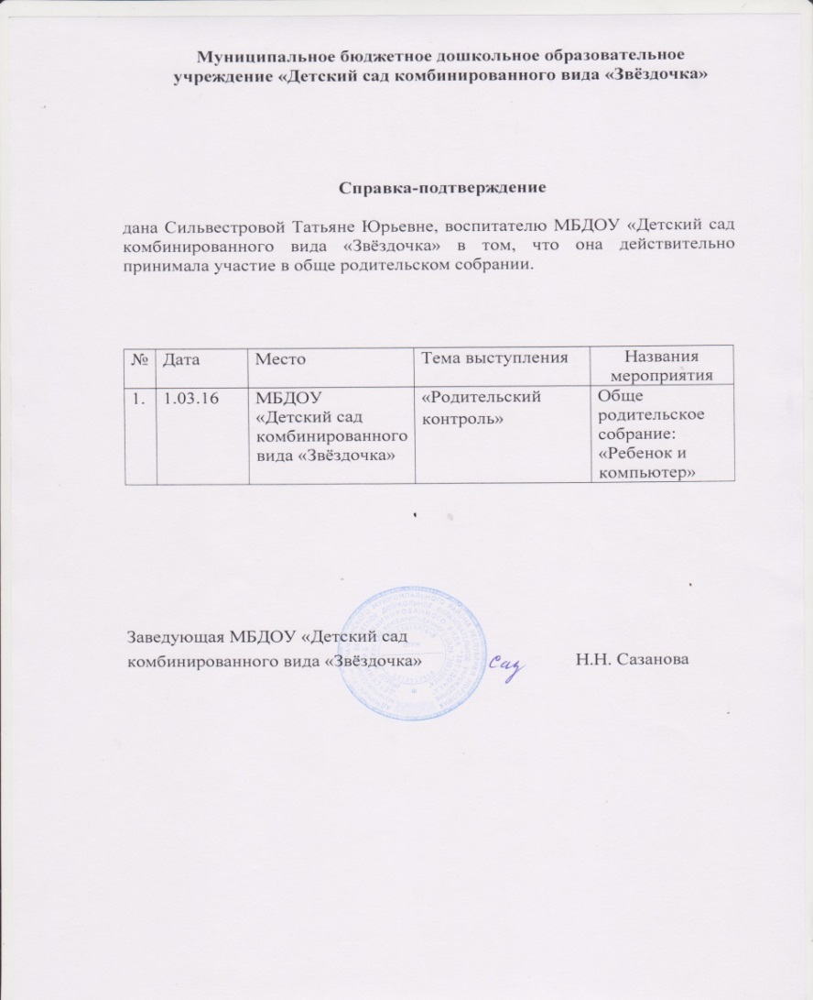 Муниципальное бюджетное дошкольное образовательное
учреждение «Детский сад комбинированного вида «Звёздочка»
Справка-подтверждение
дана Сильвестровой Татьяне Юрьевне, воспитателю МБДОУ «Детский сад
комбинированного вида «Звёздочка» в том, что она действительно
принимала участие в обще родительском собрании.
№ Дата Место Тема выступления Названия
мероприятия
1. 1.03.16 МБДОУ «Родительский Обще
«Детский сад контроль» родительское
комбинированного собрание:
вида «Звёздочка» «Ребенок и
компьютер»
Заведующая МБДОУ «Детский сад
комбинированного вида «Звёздочка» Саз Н.Н. Сазанова